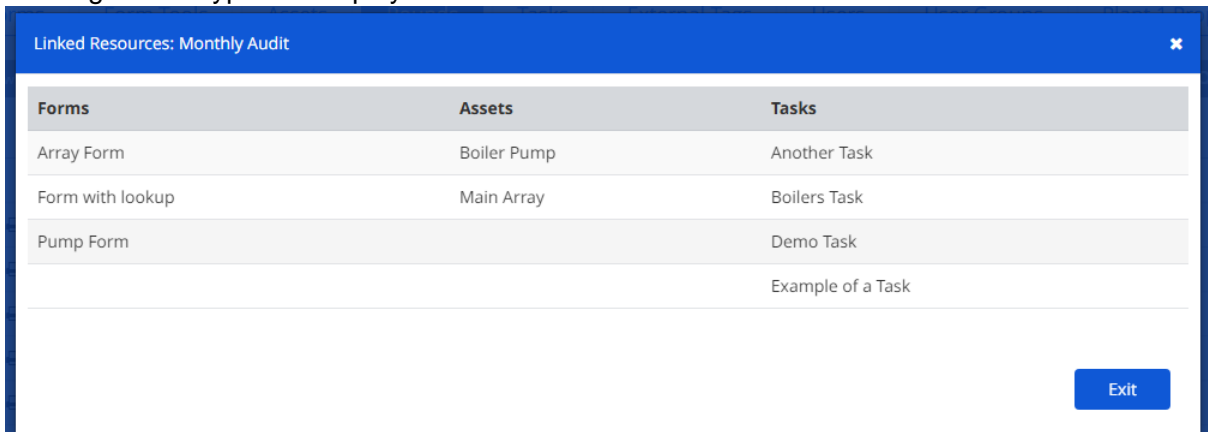 Linked Resources: Monthly Audit
Forms Assets Tasks
Array Form Boiler Pump Another Task
Form with lookup Main Array Boilers Task
Pump Form Demo Task
Example of a Task
Exit